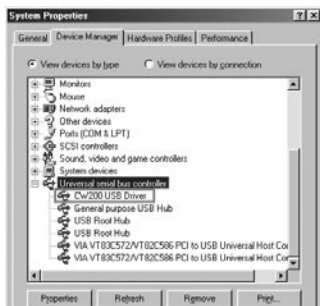 System Properties
General
Device Manager
Hardware Profiles
Performance
View devices by type
View devices by connection
Monitors
Mouse
Network adapters
Other devices
Ports (COM & LPT)
SCSI controllers
Sound, video and game controllers
System devices
Universal serial bus controller
CW200 USB Driver
General purpose USB Hub
USB Root Hub
USB Root Hub
VIA VT83C572/VT82C586 PCI to USB Universal Host Con
VIA VT83C572/VT82C586 PCI to USB Universal Host Con
Properties
Refresh
Remove
Print...